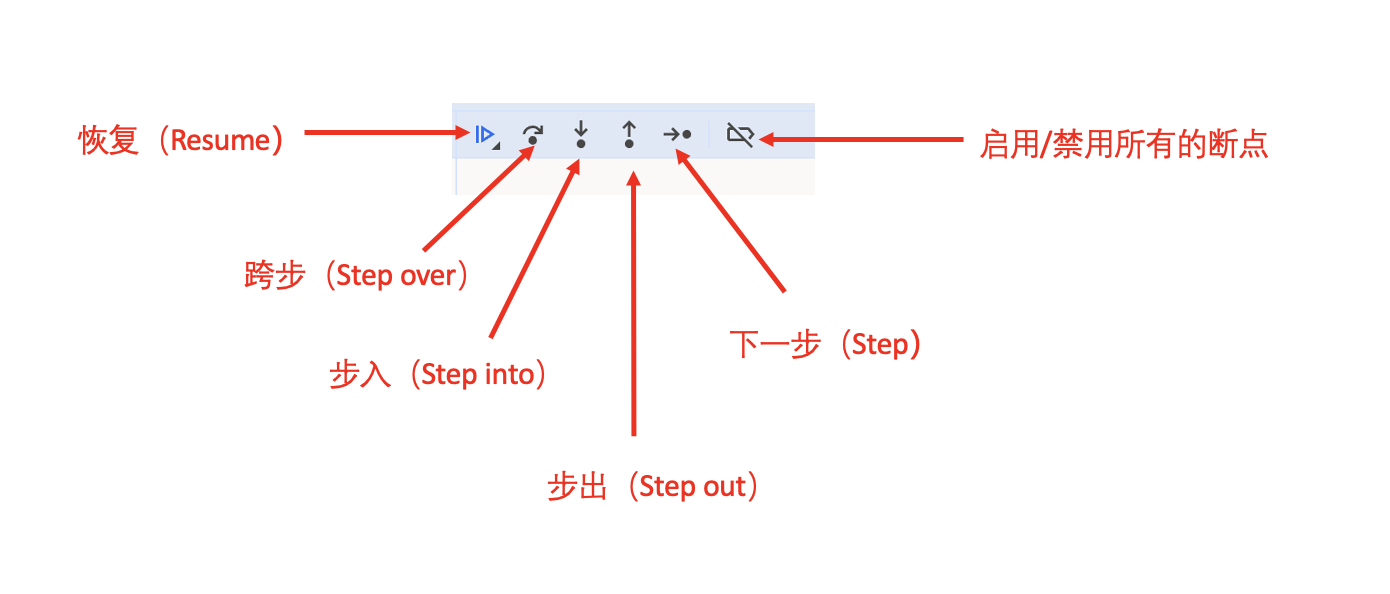 恢复（Resume）
启用/禁用所有的断点
跨步（Step over）
下一步（Step）
步入（Step into）
步出（Step out）